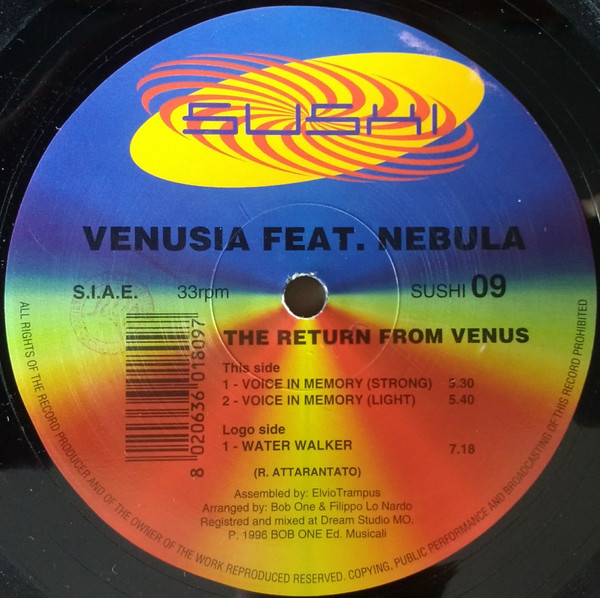 SUSHI
VENUSIA FEAT. NEBULA
S.I.A.E. 33rpm SUSHI 09
THE RETURN FROM VENUS
This side
1 - VOICE IN MEMORY (STRONG) 5.30
2 - VOICE IN MEMORY (LIGHT) 5.40
Logo side
1 - WATER WALKER 7.18
(R. ATTARANTATO)
Assembled by: ElvioTrampus
Arranged by: Bob One & Filippo Lo Nardo
Registred and mixed at Dream Studio MO.
P. 1996 BOB ONE Ed. Musicali
8 020636 018097
ALL RIGHTS OF THE RECORD PRODUCER AND OF THE OWNER OF THE WORK REPRODUCED RESERVED. COPYING, PUBLIC PERFORMANCE AND BROADCASTING OF THIS RECORD PROHIBITED